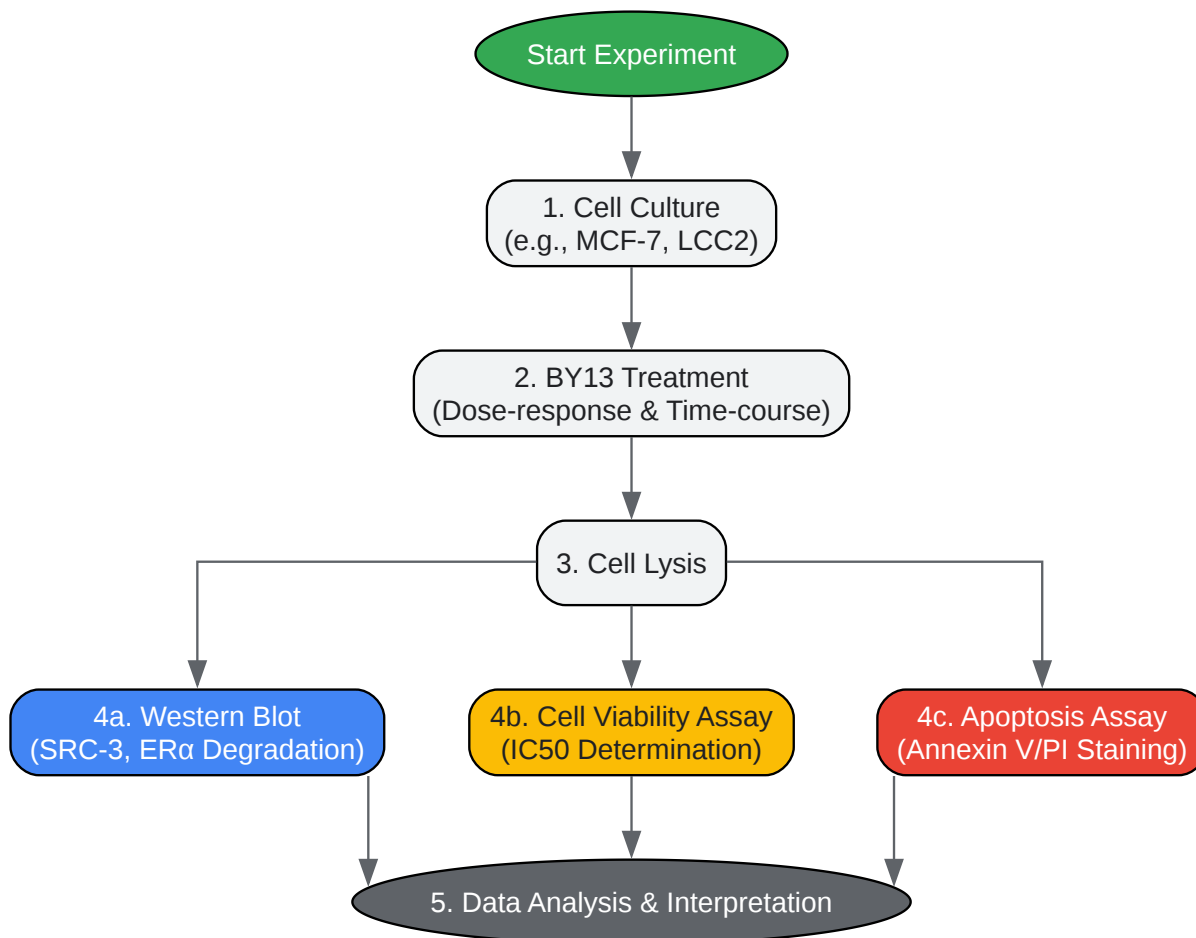 Start Experiment
1. Cell Culture
(e.g., MCF-7, LCC2)
2. BY13 Treatment
(Dose-response & Time-course)
3. Cell Lysis
4a. Western Blot
(SRC-3, ERα Degradation)
4b. Cell Viability Assay
(IC50 Determination)
4c. Apoptosis Assay
(Annexin V/PI Staining)
5. Data Analysis & Interpretation